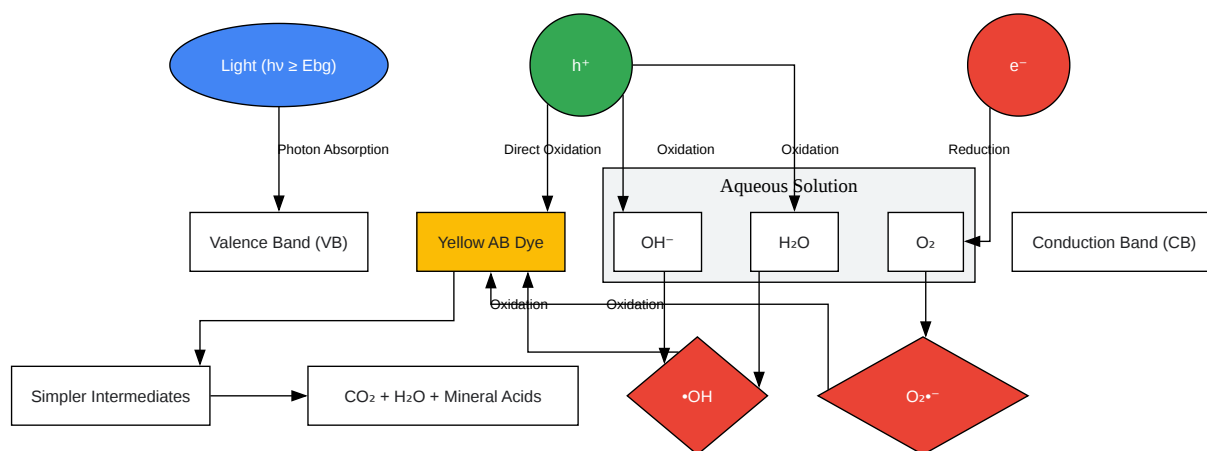 Light (hν ≥ Ebg)
h⁺
e⁻
Photon Absorption
Direct Oxidation
Oxidation
Oxidation
Reduction
Aqueous Solution
Valence Band (VB)
Yellow AB Dye
OH⁻
H₂O
O₂
Conduction Band (CB)
Oxidation
Oxidation
Simpler Intermediates
CO₂ + H₂O + Mineral Acids
•OH
O₂•⁻